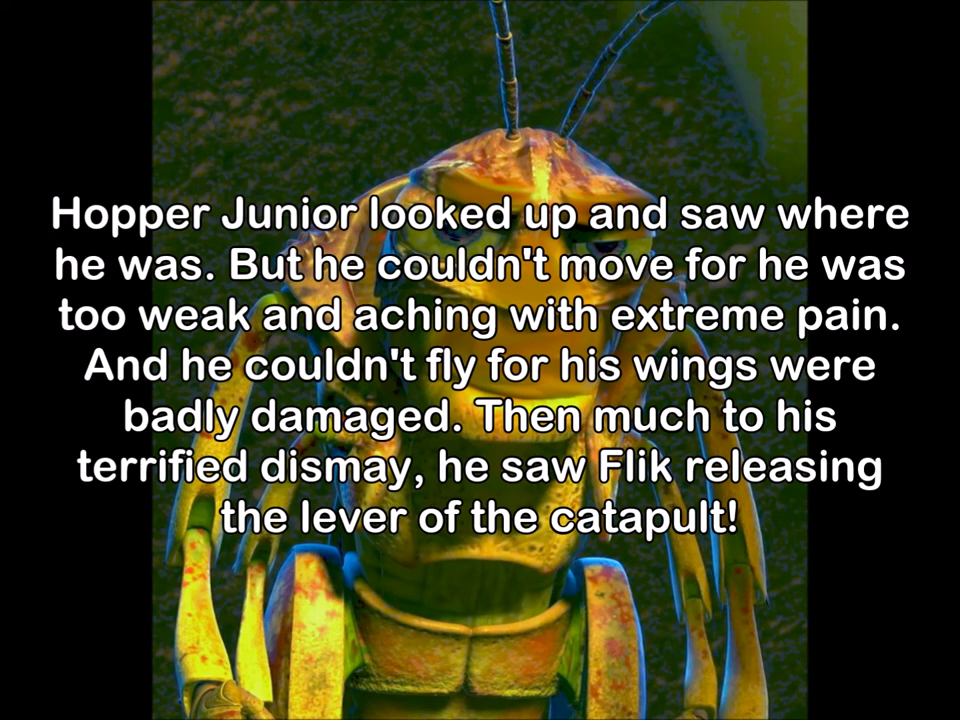 Hopper Junior looked up and saw where
he was. But he couldn't move for he was
too weak and aching with extreme pain.
And he couldn't fly for his wings were
badly damaged. Then much to his
terrified dismay, he saw Flik releasing
the lever of the catapult!